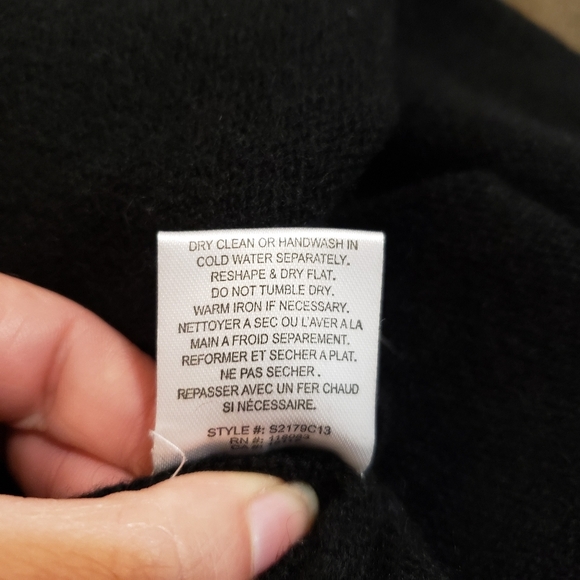 DRY CLEAN OR HANDWASH IN
COLD WATER SEPARATELY.
RESHAPE & DRY FLAT.
DO NOT TUMBLE DRY.
WARM IRON IF NECESSARY.
NETTOYER A SEC OU L'AVER A LA
MAIN A FROID SEPAREMENT.
REFORMER ET SECHER A PLAT.
NE PAS SECHER.
REPASSER AVEC UN FER CHAUD
SI NÉCESSAIRE.
STYLE #: S2179C13
RN #: